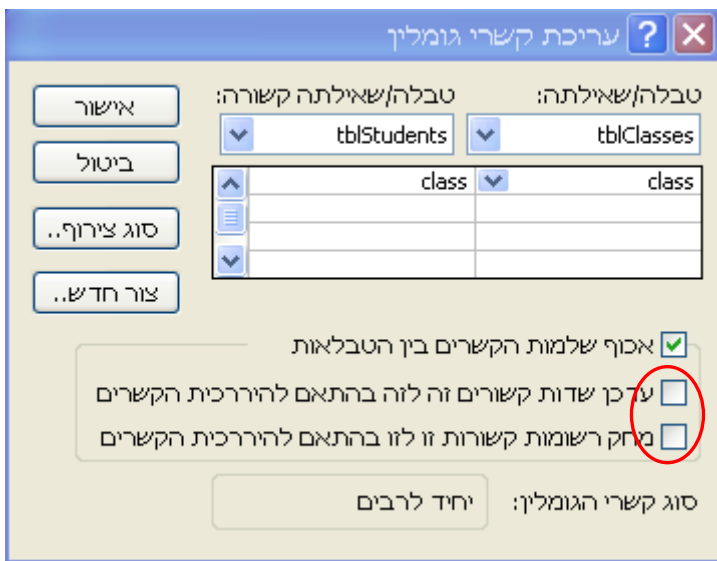 עריכת קשרי גומלין
טבלה/שאילתה: טבלה/שאילתה קשורה:
tblClasses tblStudents
class class
אישור
ביטול
סוג צירוף..
צור חדש..
אכוף שלמות הקשרים בין הטבלאות
עדכן שדות קשורים זה לזה בהתאם להיררכית הקשרים
מחק רשומות קשורות זו לזו בהתאם להיררכית הקשרים
סוג קשרי הגומלין: יחיד לרבים